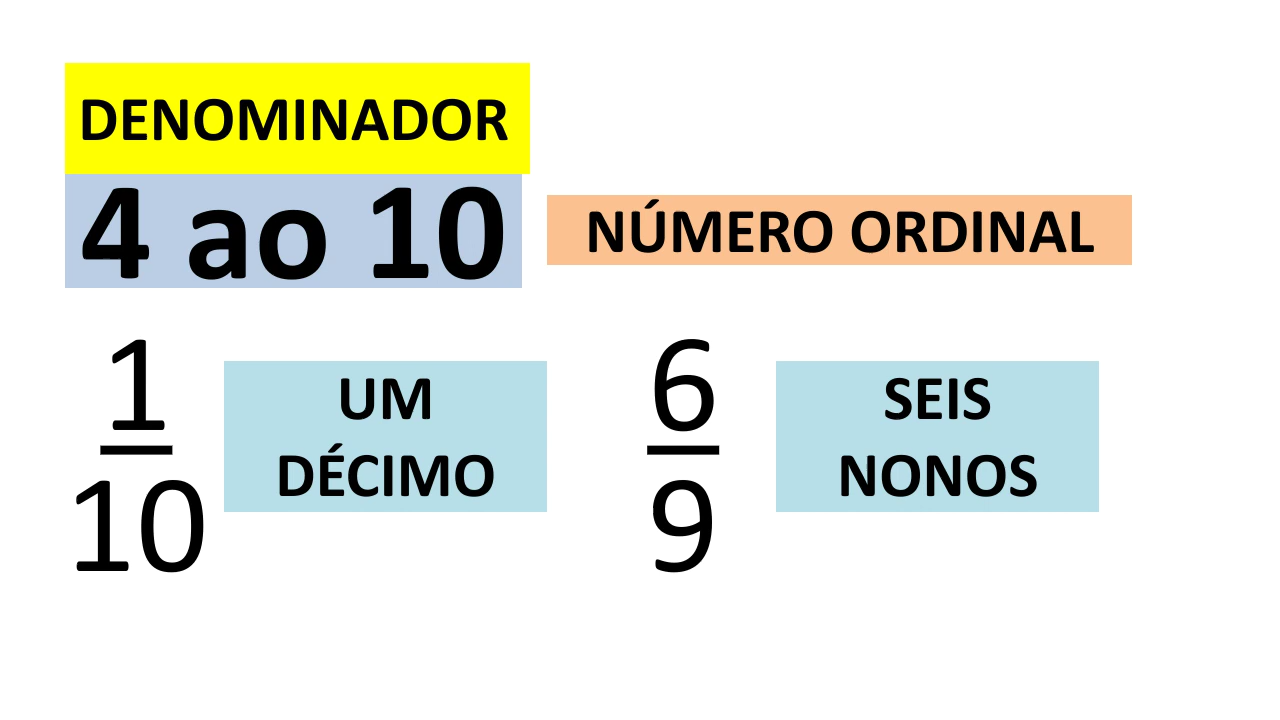 DENOMINADOR
4 ao 10
NÚMERO ORDINAL
1
10
UM
DÉCIMO
6
9
SEIS
NONOS